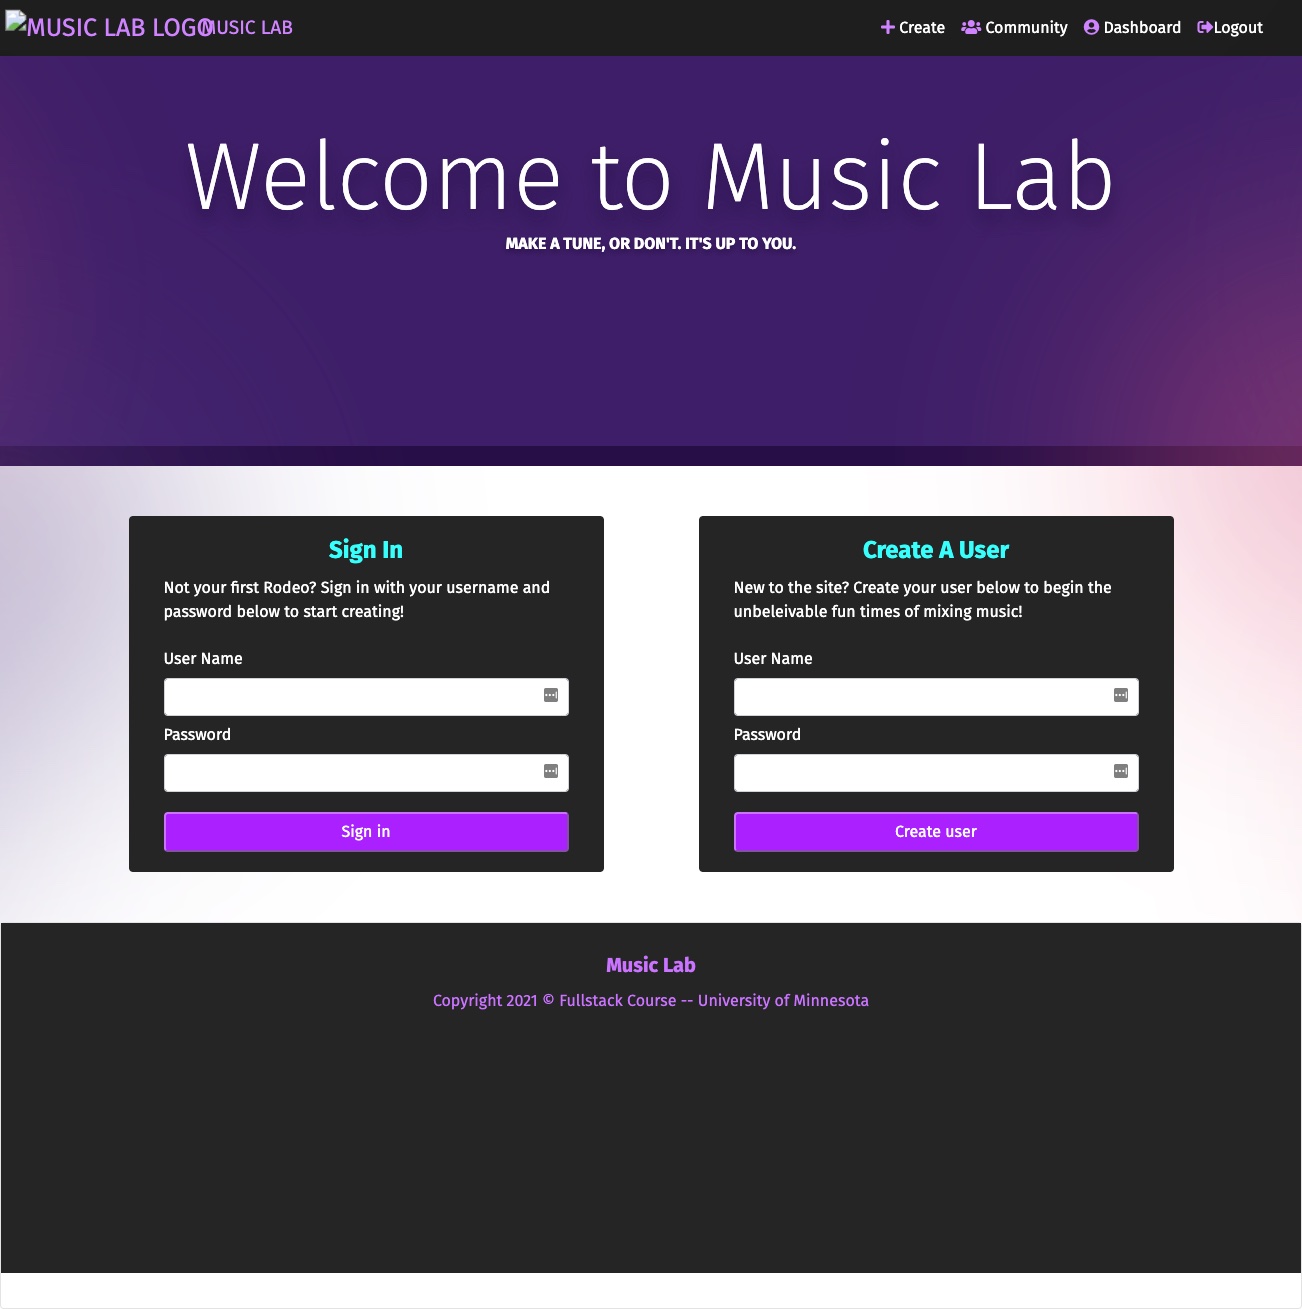 MUSIC LAB LOGO MUSIC LAB Create Community Dashboard Logout
Welcome to Music Lab
MAKE A TUNE, OR DON'T. IT'S UP TO YOU.
Sign In
Not your first Rodeo? Sign in with your username and
password below to start creating!
User Name
Password
Sign in
Create A User
New to the site? Create your user below to begin the
unbeleivable fun times of mixing music!
User Name
Password
Create user
Music Lab
Copyright 2021 © Fullstack Course -- University of Minnesota